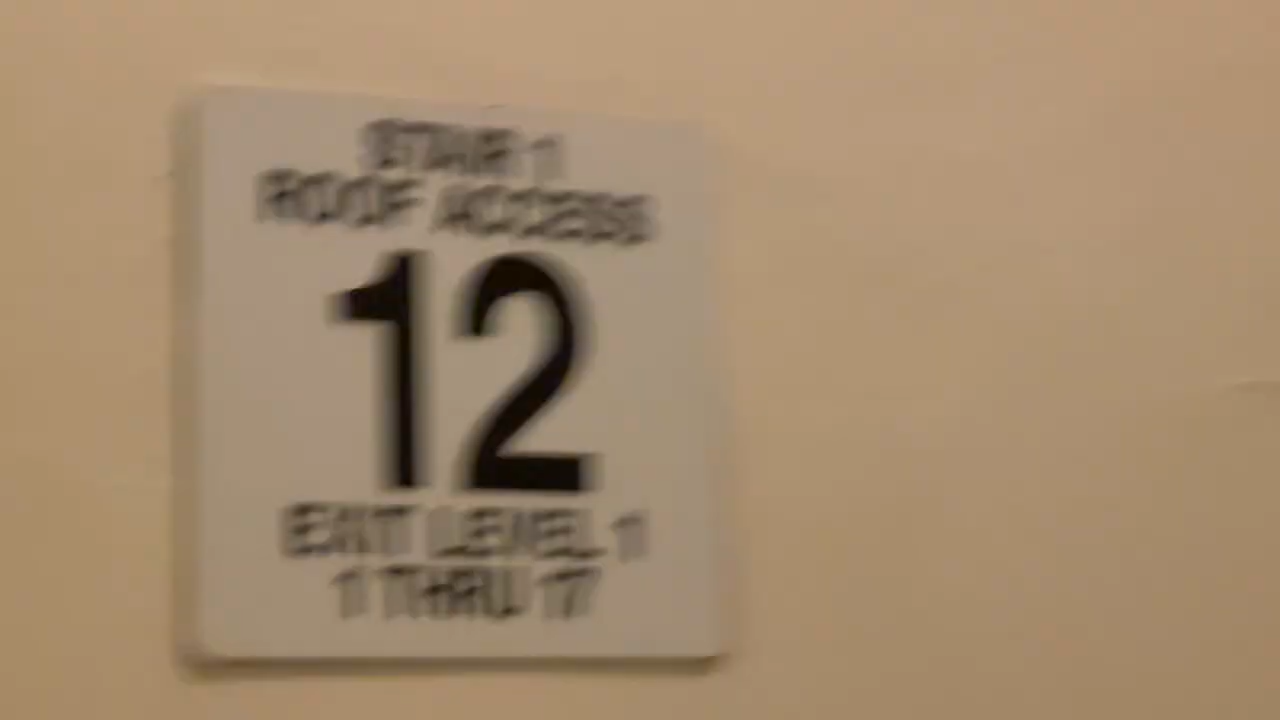 STAIR 1
ROOF ACCESS
12
EXIT LEVEL 1
1 THRU 17